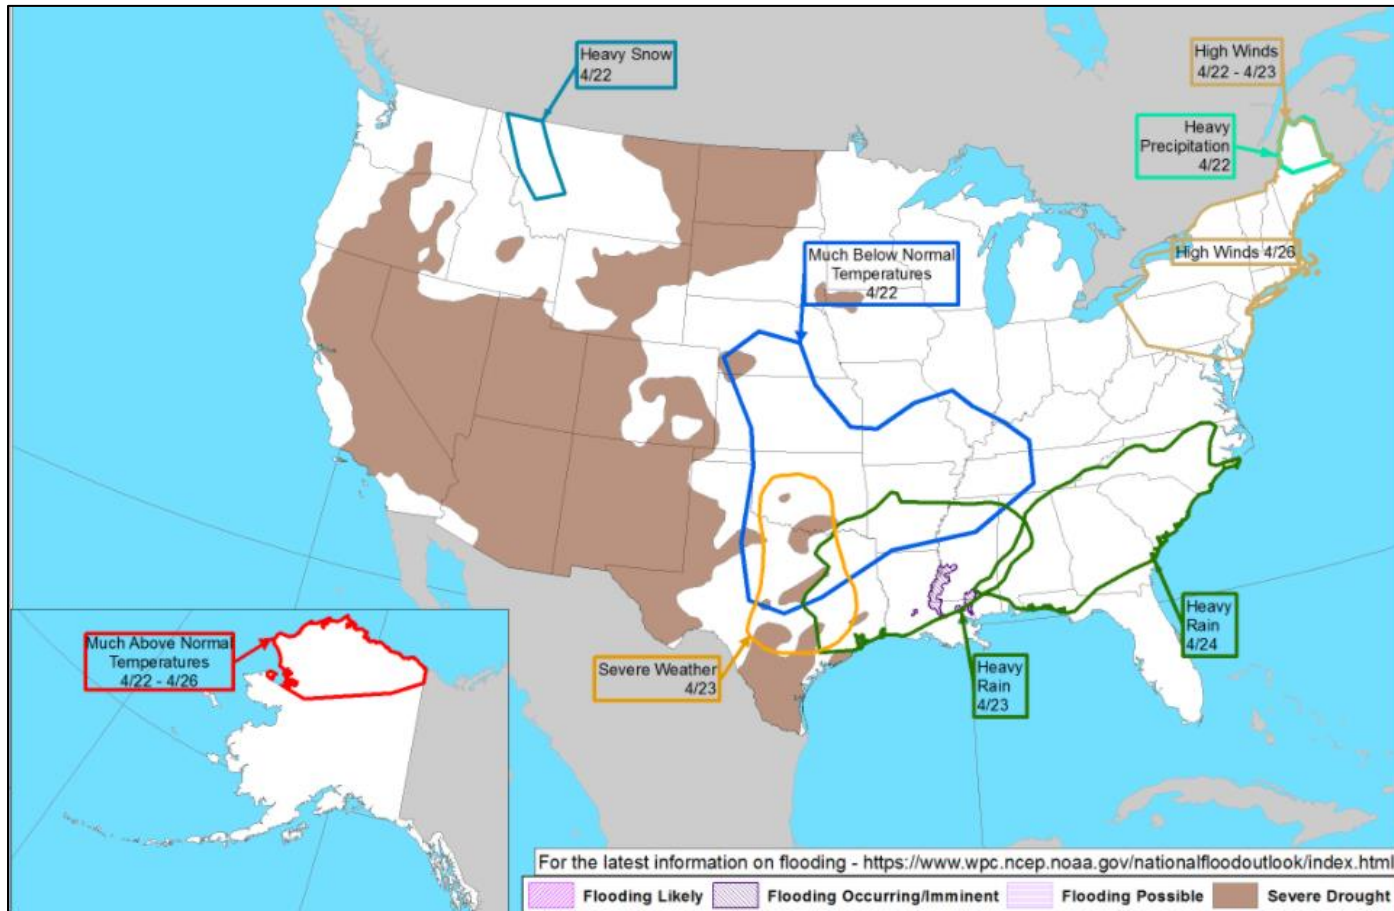 Heavy Snow
4/22
High Winds
4/22 - 4/23
Heavy
Precipitation
4/22
High Winds 4/26
Much Below Normal
Temperatures
4/22
Much Above Normal
Temperatures
4/22 - 4/26
Severe Weather
4/23
Heavy
Rain
4/23
Heavy
Rain
4/24
For the latest information on flooding - https://www.wpc.ncep.noaa.gov/nationalfloodoutlook/index.html
Flooding Likely
Flooding Occurring/Imminent
Flooding Possible
Severe Drought